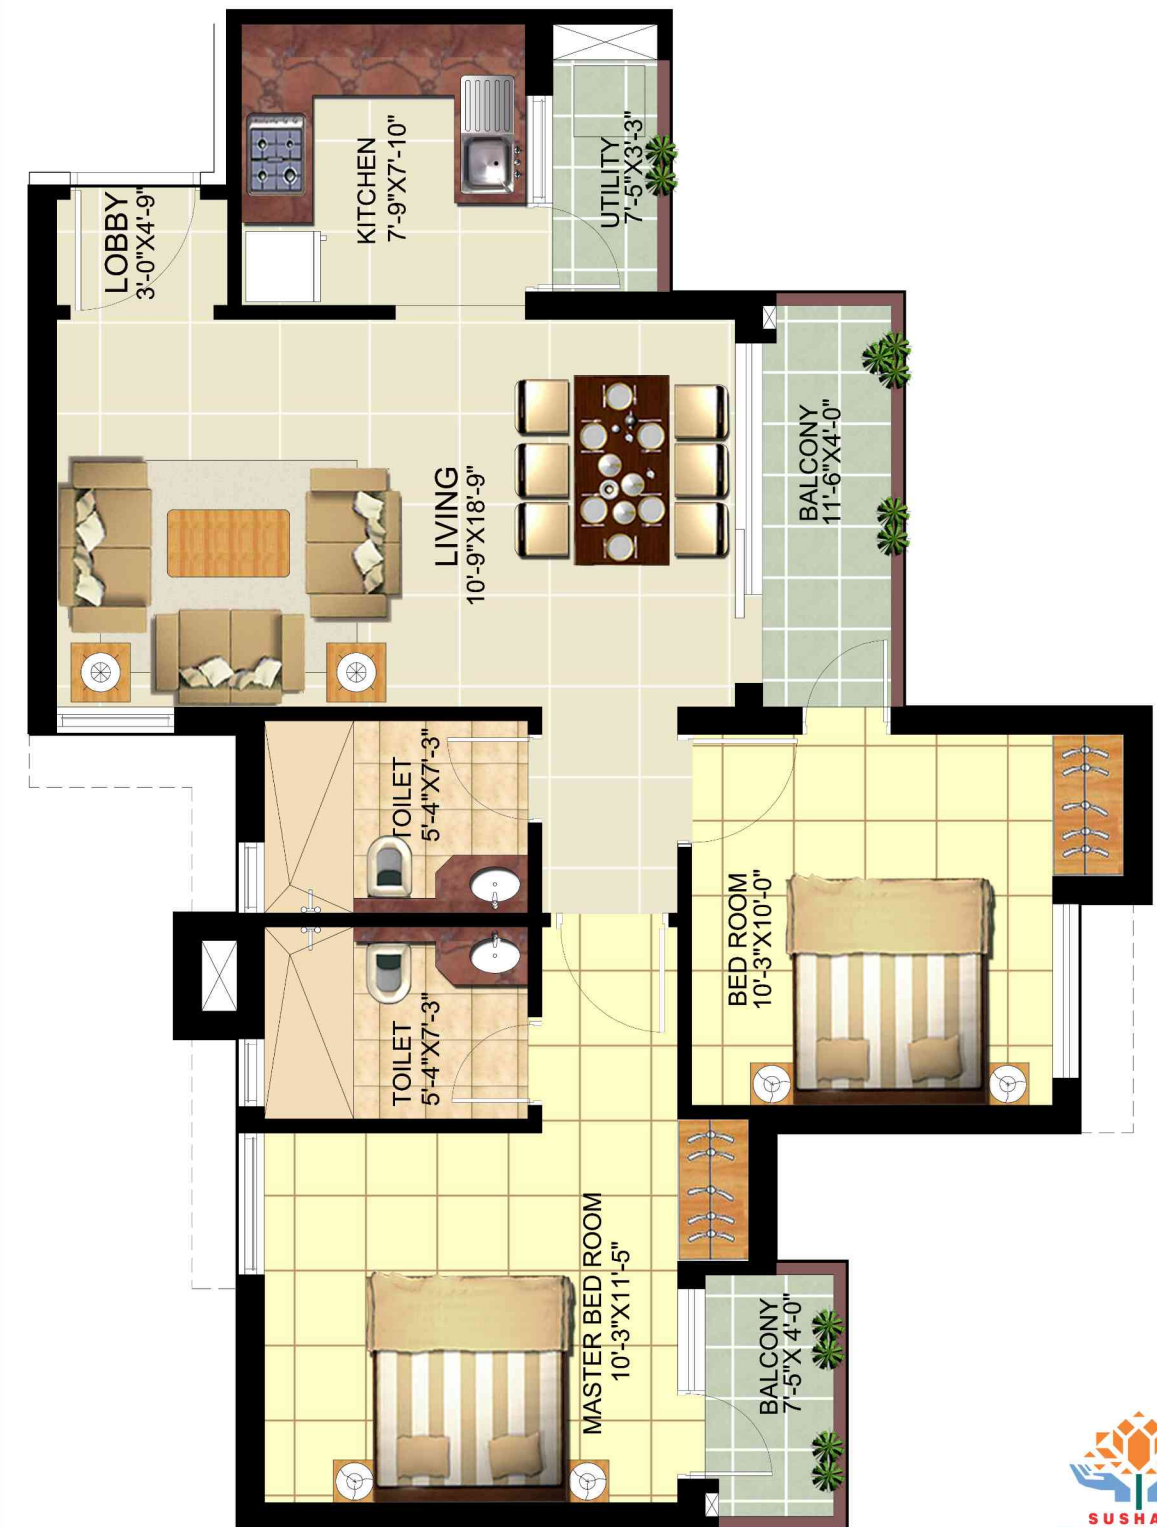 KITCHEN
7'-9"X7'-10"
UTILITY
7'-5"X3'-3"
LOBBY
3'-0"X4'-9"
LIVING
10'-9"X18'-9"
BALCONY
11'-6"X4'-0"
TOILET
5'-4"X7'-3"
BED ROOM
10'-3"X10'-0"
TOILET
5'-4"X7'-3"
MASTER BED ROOM
10'-3"X11'-5"
BALCONY
7'-5"X 4'-0"
SUSHA